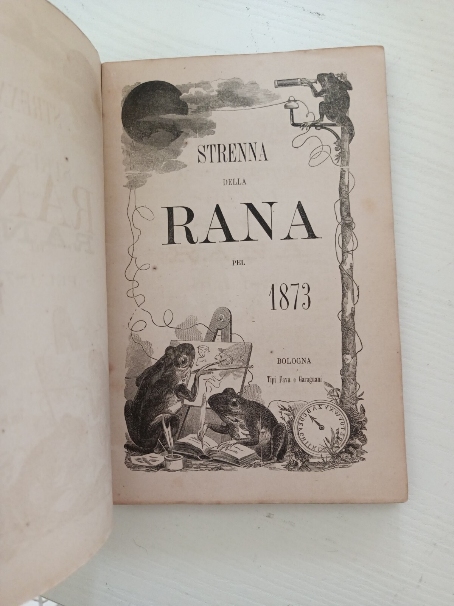 STRENNA
DELLA
RANA
PEL
1873
BOLOGNA
Tipi Fava e Garagnani